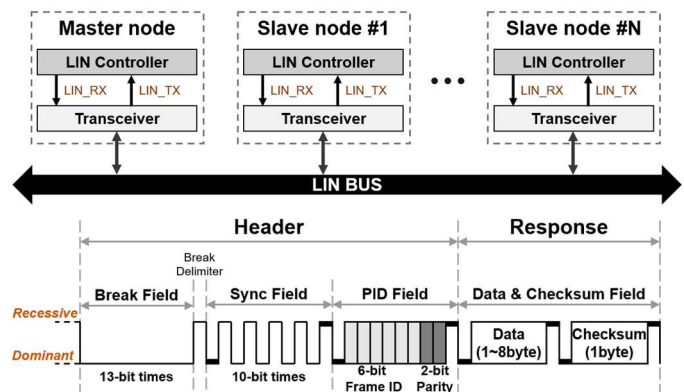 Master node
Slave node #1
Slave node #N
LIN Controller
LIN Controller
LIN Controller
LIN_RX
LIN_TX
LIN_RX
LIN_TX
LIN_RX
LIN_TX
Transceiver
Transceiver
Transceiver
LIN BUS
Header
Response
Break
Delimiter
Break Field
Sync Field
PID Field
Data & Checksum Field
Recessive
Dominant
Data
(1~8byte)
Checksum
(1byte)
13-bit times
10-bit times
6-bit
Frame ID
2-bit
Parity